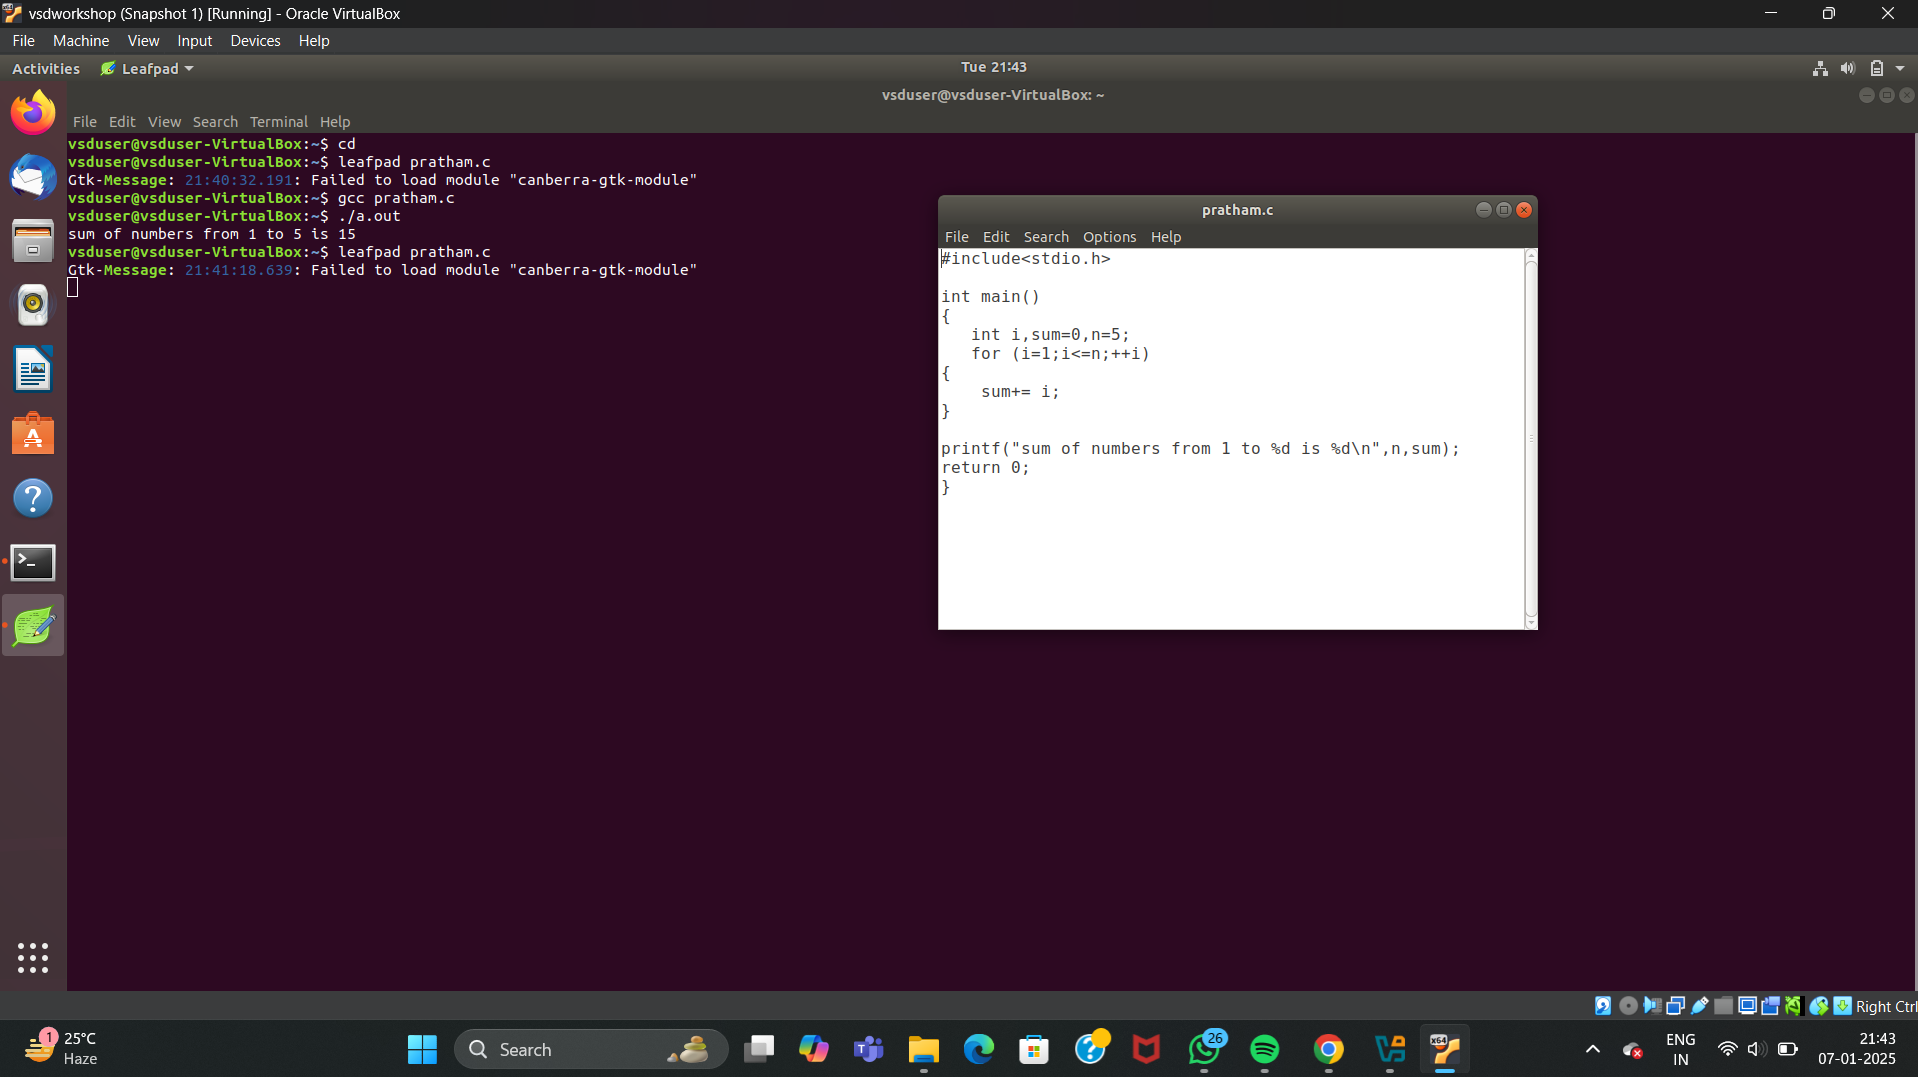 vsdworkshop (Snapshot 1) [Running] - Oracle VirtualBox
File Machine View Input Devices Help
Activities Leafpad Tue 21:43
vsduser@vsduser-VirtualBox: ~
File Edit View Search Terminal Help
vsduser@vsduser-VirtualBox:~$ cd
vsduser@vsduser-VirtualBox:~$ leafpad pratham.c
Gtk-Message: 21:40:32.191: Failed to load module "canberra-gtk-module"
vsduser@vsduser-VirtualBox:~$ gcc pratham.c
vsduser@vsduser-VirtualBox:~$ ./a.out
sum of numbers from 1 to 5 is 15
vsduser@vsduser-VirtualBox:~$ leafpad pratham.c
Gtk-Message: 21:41:18.639: Failed to load module "canberra-gtk-module"
pratham.c
File Edit Search Options Help
#include<stdio.h>
int main()
{
   int i,sum=0,n=5;
   for (i=1;i<=n;++i)
{
    sum+= i;
}
printf("sum of numbers from 1 to %d is %d\n",n,sum);
return 0;
}
Right Ctrl
1
25°C
Haze
Search
26
x64
ENG
IN
21:43
07-01-2025